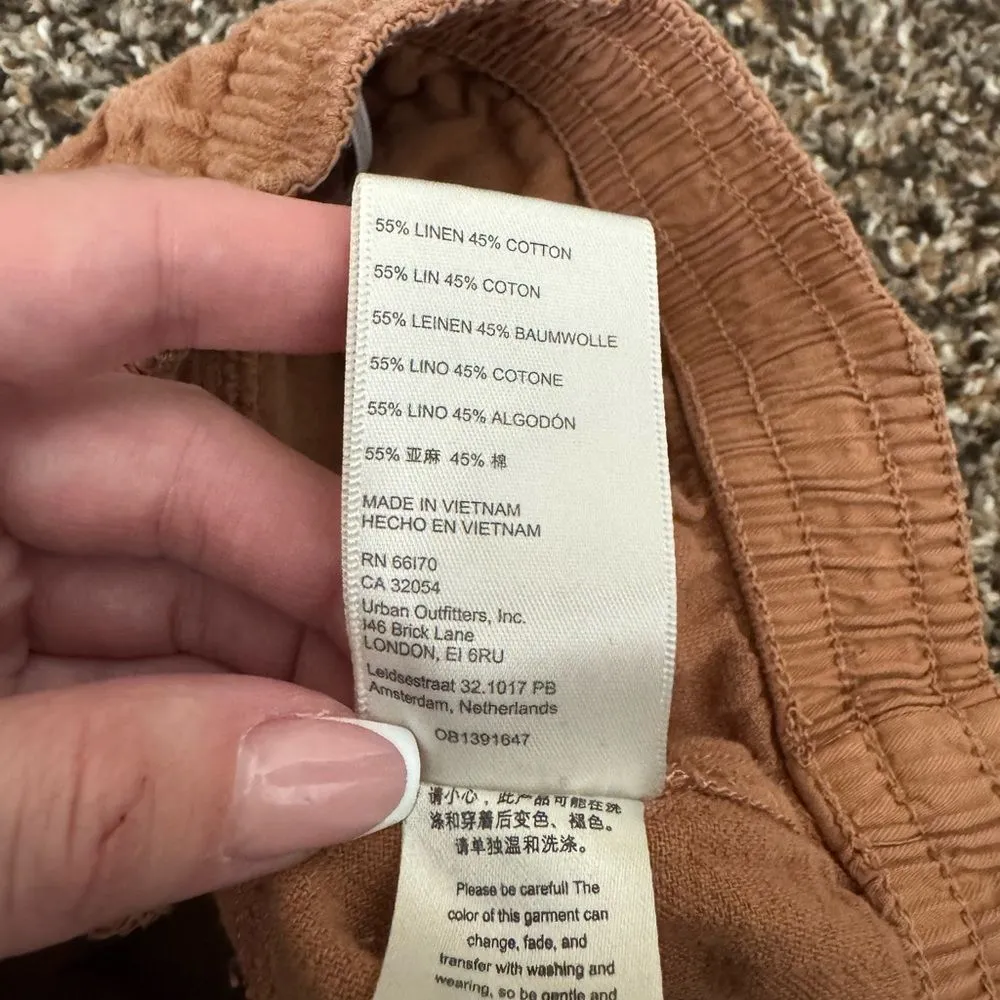 55% LINEN 45% COTTON
55% LIN 45% COTON
55% LEINEN 45% BAUMWOLLE
55% LINO 45% COTONE
55% LINO 45% ALGODÓN
55% 亚麻 45% 棉
MADE IN VIETNAM
HECHO EN VIETNAM
RN 66170
CA 32054
Urban Outfitters, Inc.
146 Brick Lane
LONDON, E1 6RU
Leidsestraat 32.1017 PB
Amsterdam, Netherlands
OB1391647
请小心，此产品可能在洗
涤和穿着后变色、褪色。
请单独温和洗涤。
Please be careful! The
color of this garment can
change, fade, and
transfer with washing and
wearing, so be gentle and